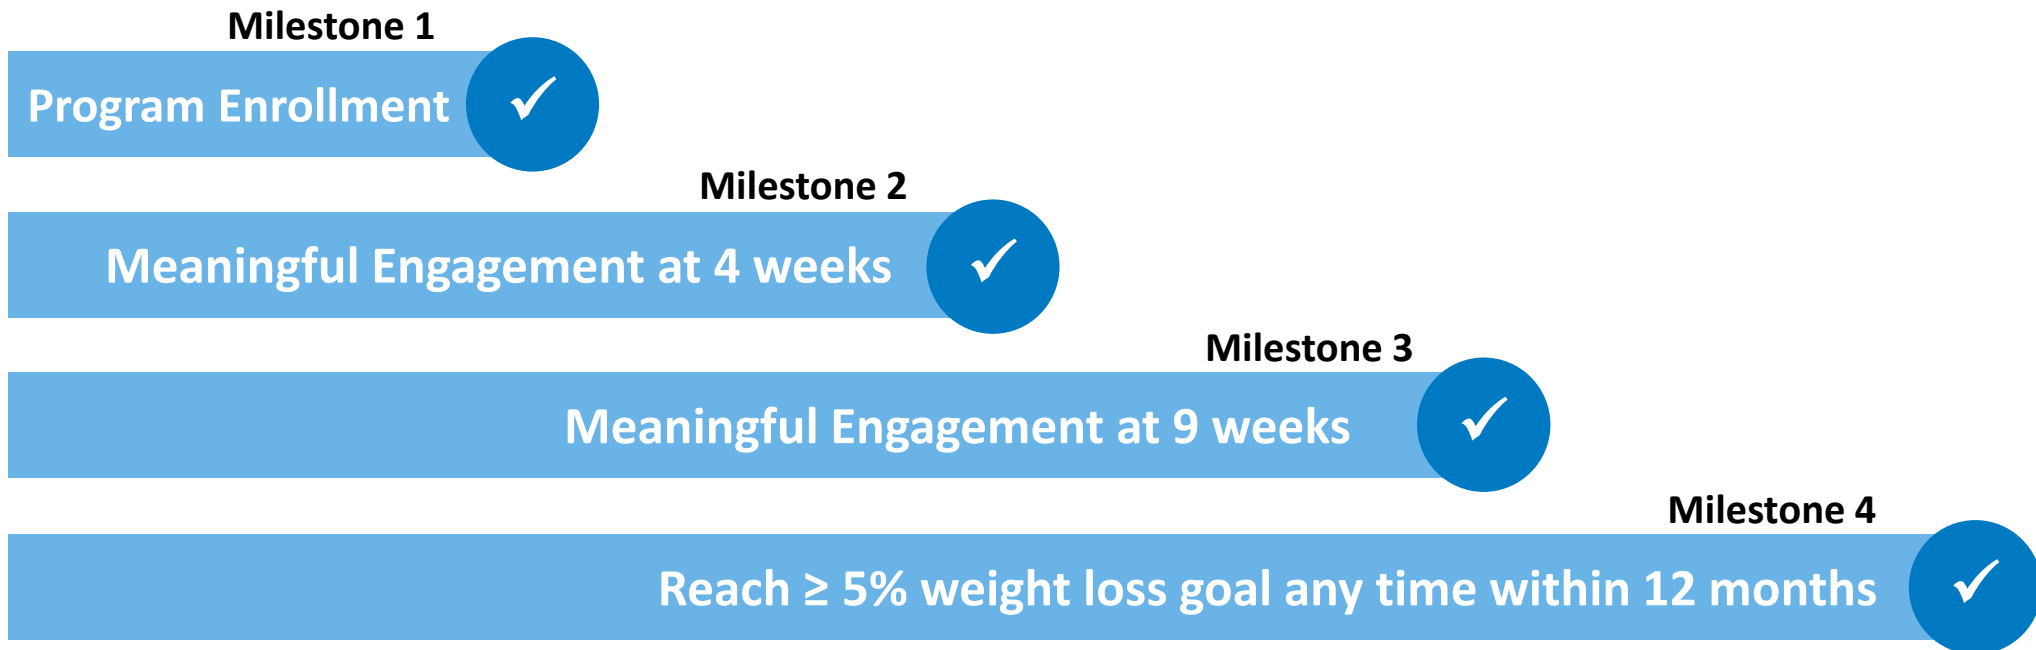 Milestone 1
Program Enrollment
Milestone 2
Meaningful Engagement at 4 weeks
Milestone 3
Meaningful Engagement at 9 weeks
Milestone 4
Reach ≥ 5% weight loss goal any time within 12 months